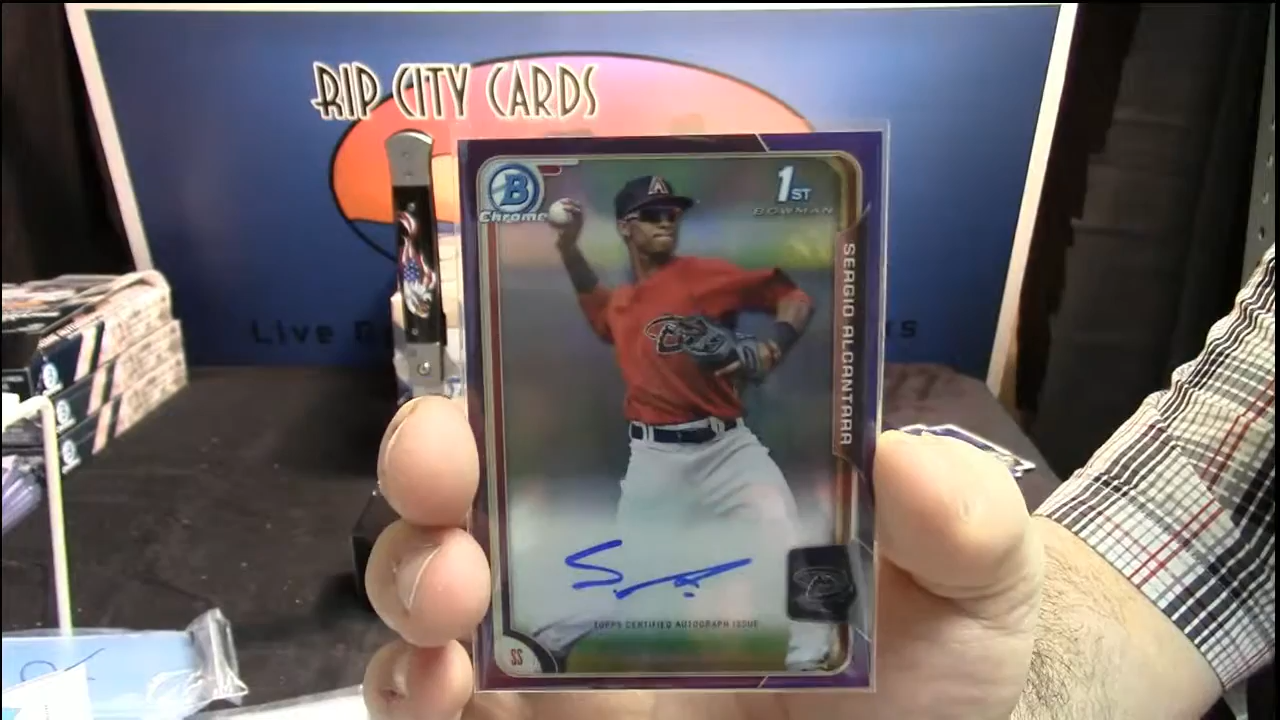 RIP CITY CARDS
B
Chrome
1ST
BOWMAN
A
SERGIO ALCANTARA
Live
TOPPS CERTIFIED AUTOGRAPH ISSUE
SS